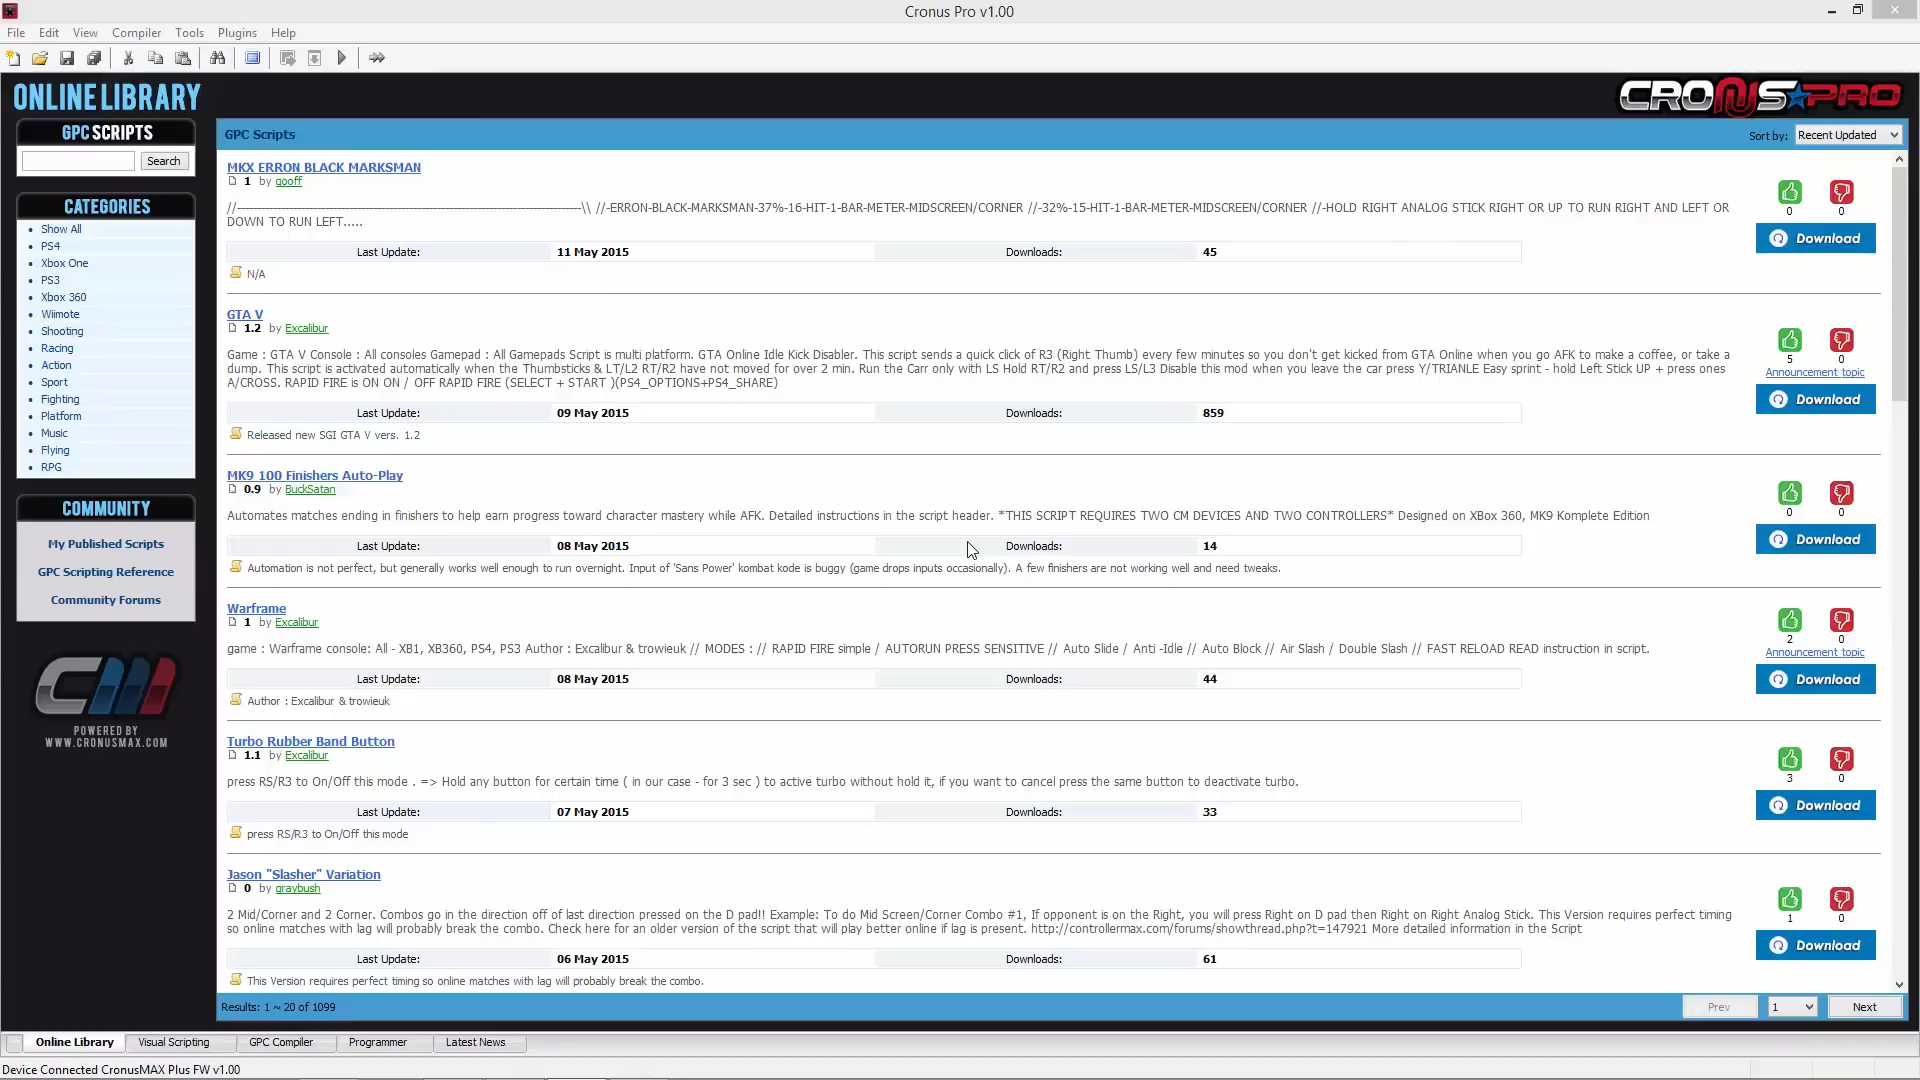 Cronus Pro v1.00
File Edit View Compiler Tools Plugins Help
ONLINE LIBRARY
CRONUS PRO
GPC SCRIPTS
Search
CATEGORIES
Show All
PS4
Xbox One
PS3
Xbox 360
Wiimote
Shooting
Racing
Action
Sport
Fighting
Platform
Music
Flying
RPG
COMMUNITY
My Published Scripts
GPC Scripting Reference
Community Forums
CM
POWERED BY
WWW.CRONUSMAX.COM
GPC Scripts
Sort by: Recent Updated
MKX ERRON BLACK MARKSMAN
1 by gooff
//----------------------------------------------------------------------------\\ //-ERRON-BLACK-MARKSMAN-37%-16-HIT-1-BAR-METER-MIDSCREEN/CORNER //-32%-15-HIT-1-BAR-METER-MIDSCREEN/CORNER //-HOLD RIGHT ANALOG STICK RIGHT OR UP TO RUN RIGHT AND LEFT OR
DOWN TO RUN LEFT.....
Last Update: 11 May 2015 Downloads: 45
N/A
0 0
Download
GTA V
1.2 by Excalibur
Game : GTA V Console : All consoles Gamepad : All Gamepads Script is multi platform. GTA Online Idle Kick Disabler. This script sends a quick click of R3 (Right Thumb) every few minutes so you don't get kicked from GTA Online when you go AFK to make a coffee, or take a
dump. This script is activated automatically when the Thumbsticks & LT/L2 RT/R2 have not moved for over 2 min. Run the Carr only with LS Hold RT/R2 and press LS/L3 Disable this mod when you leave the car press Y/TRIANLE Easy sprint - hold Left Stick UP + press ones
A/CROSS. RAPID FIRE is ON ON / OFF RAPID FIRE (SELECT + START )(PS4_OPTIONS+PS4_SHARE)
Last Update: 09 May 2015 Downloads: 859
Released new SGI GTA V vers. 1.2
5 0
Announcement topic
Download
MK9 100 Finishers Auto-Play
0.9 by BuckSatan
Automates matches ending in finishers to help earn progress toward character mastery while AFK. Detailed instructions in the script header. *THIS SCRIPT REQUIRES TWO CM DEVICES AND TWO CONTROLLERS* Designed on XBox 360, MK9 Komplete Edition
Last Update: 08 May 2015 Downloads: 14
Automation is not perfect, but generally works well enough to run overnight. Input of 'Sans Power' kombat kode is buggy (game drops inputs occasionally). A few finishers are not working well and need tweaks.
0 0
Download
Warframe
1 by Excalibur
game : Warframe console: All - XB1, XB360, PS4, PS3 Author : Excalibur & trowieuk // MODES : // RAPID FIRE simple / AUTORUN PRESS SENSITIVE // Auto Slide / Anti -Idle // Auto Block // Air Slash / Double Slash // FAST RELOAD READ instruction in script.
Last Update: 08 May 2015 Downloads: 44
Author : Excalibur & trowieuk
2 0
Announcement topic
Download
Turbo Rubber Band Button
1.1 by Excalibur
press RS/R3 to On/Off this mode . => Hold any button for certain time ( in our case - for 3 sec ) to active turbo without hold it, if you want to cancel press the same button to deactivate turbo.
Last Update: 07 May 2015 Downloads: 33
press RS/R3 to On/Off this mode
3 0
Download
Jason "Slasher" Variation
0 by graybush
2 Mid/Corner and 2 Corner. Combos go in the direction off of last direction pressed on the D pad!! Example: To do Mid Screen/Corner Combo #1, If opponent is on the Right, you will press Right on D pad then Right on Right Analog Stick. This Version requires perfect timing
so online matches with lag will probably break the combo. Check here for an older version of the script that will play better online if lag is present. http://controllermax.com/forums/showthread.php?t=147921 More detailed information in the Script
Last Update: 06 May 2015 Downloads: 61
This Version requires perfect timing so online matches with lag will probably break the combo.
1 0
Download
Results: 1 ~ 20 of 1099
Prev 1 Next
Online Library Visual Scripting GPC Compiler Programmer Latest News
Device Connected CronusMAX Plus FW v1.00